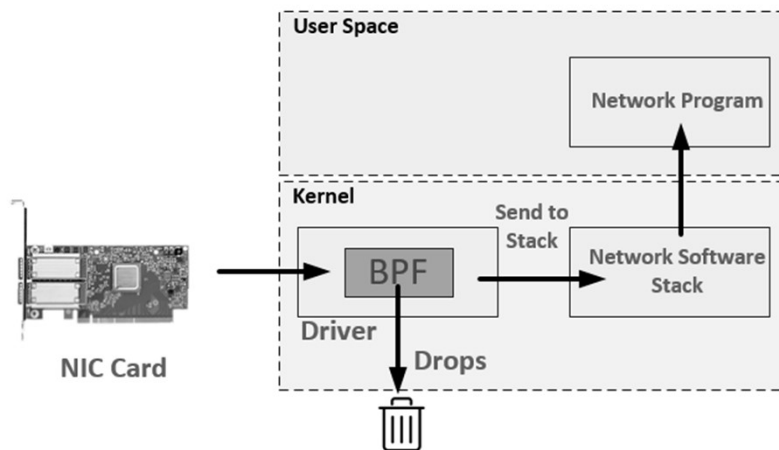 User Space
Network Program
Kernel
Send to
Stack
BPF
Network Software
Stack
Driver
Drops
NIC Card